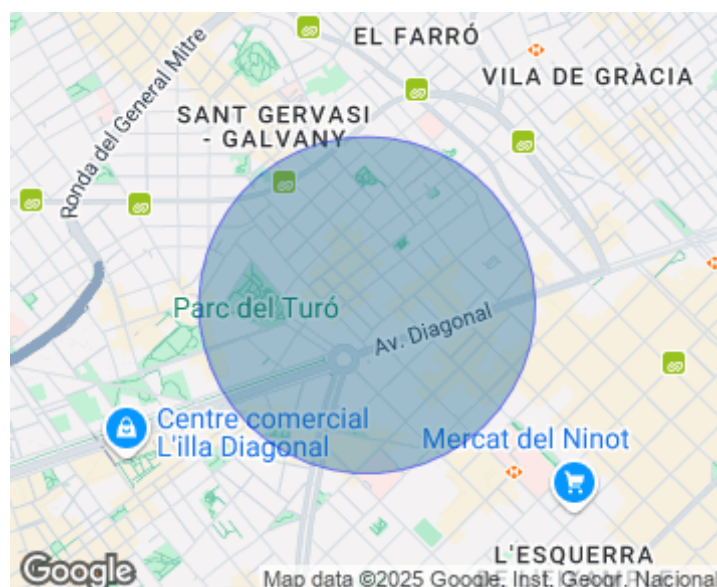 EL FARRÓ
VILA DE GRÀCIA
SANT GERVASI
- GALVANY
Ronda del General Mitre
Parc del Turó
Av. Diagonal
Centre comercial
L'illa Diagonal
Mercat del Ninot
L'ESQUERRA
Google
Map data ©2025 Google, Inst. Geogr. Nacional